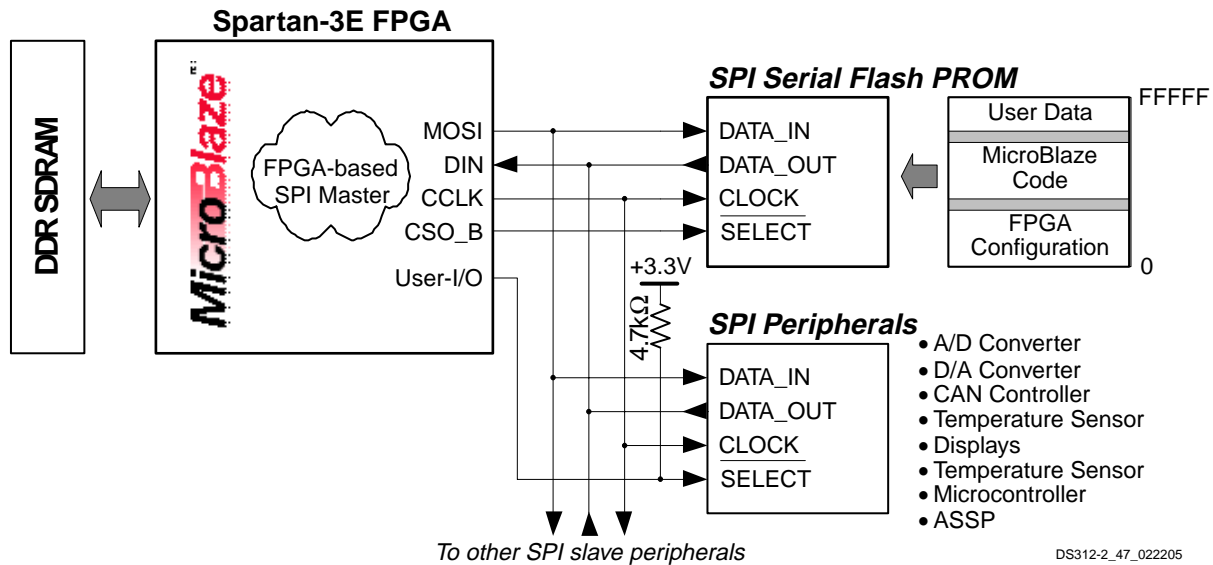 Spartan-3E FPGA
DDR SDRAM
MicroBlaze
FPGA-based
SPI Master
MOSI
DIN
CCLK
CSO_B
User-I/O
SPI Serial Flash PROM
DATA_IN
DATA_OUT
CLOCK
SELECT
User Data
MicroBlaze
Code
FPGA
Configuration
FFFFF
0
+3.3V
4.7kΩ
SPI Peripherals
DATA_IN
DATA_OUT
CLOCK
SELECT
• A/D Converter
• D/A Converter
• CAN Controller
• Temperature Sensor
• Displays
• Temperature Sensor
• Microcontroller
• ASSP
To other SPI slave peripherals
DS312-2_47_022205